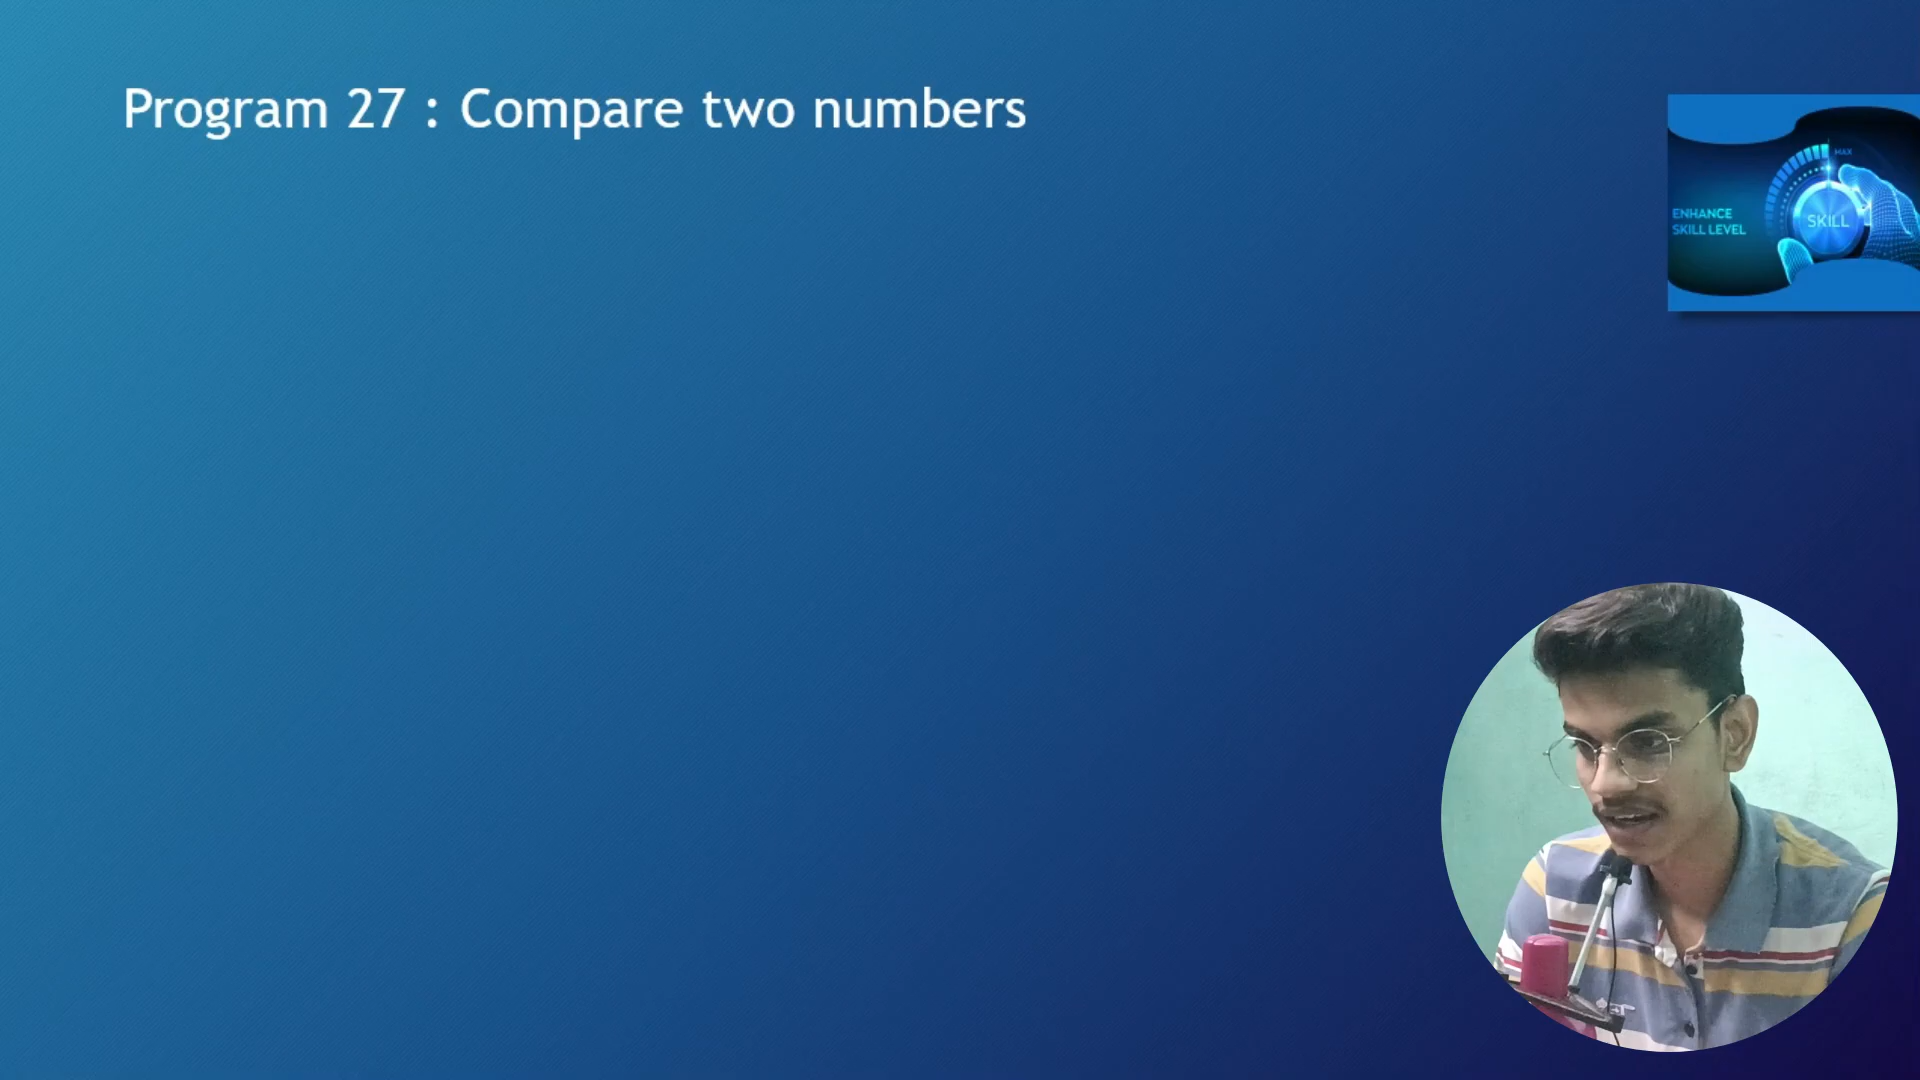 Program 27 : Compare two numbers
MAX
ENHANCE
SKILL LEVEL
SKILL